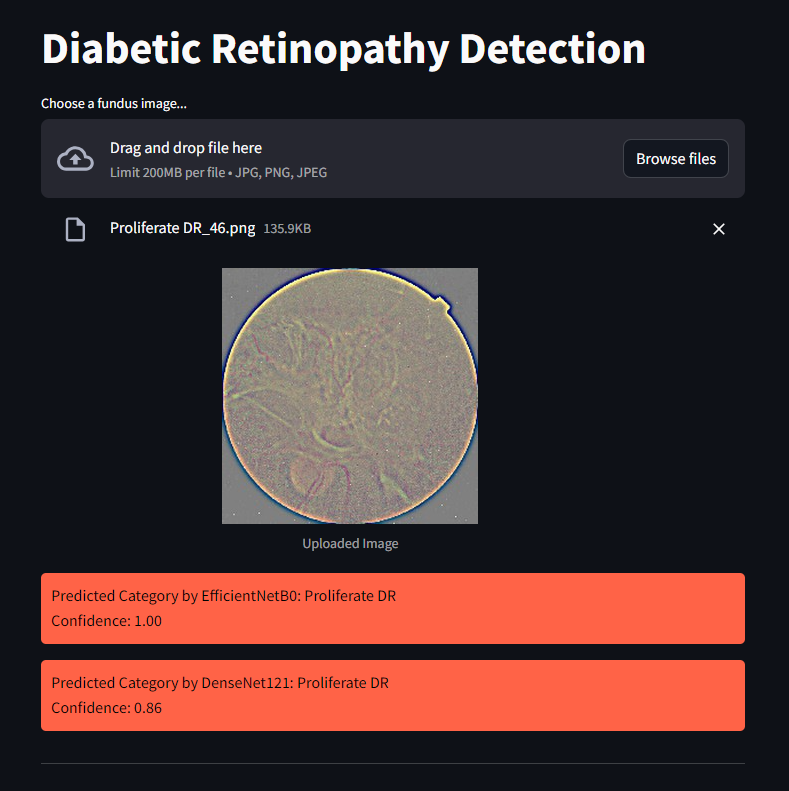 Diabetic Retinopathy Detection
Choose a fundus image...
Drag and drop file here
Limit 200MB per file • JPG, PNG, JPEG
Browse files
Proliferate DR_46.png 135.9KB
Uploaded Image
Predicted Category by EfficientNetB0: Proliferate DR
Confidence: 1.00
Predicted Category by DenseNet121: Proliferate DR
Confidence: 0.86